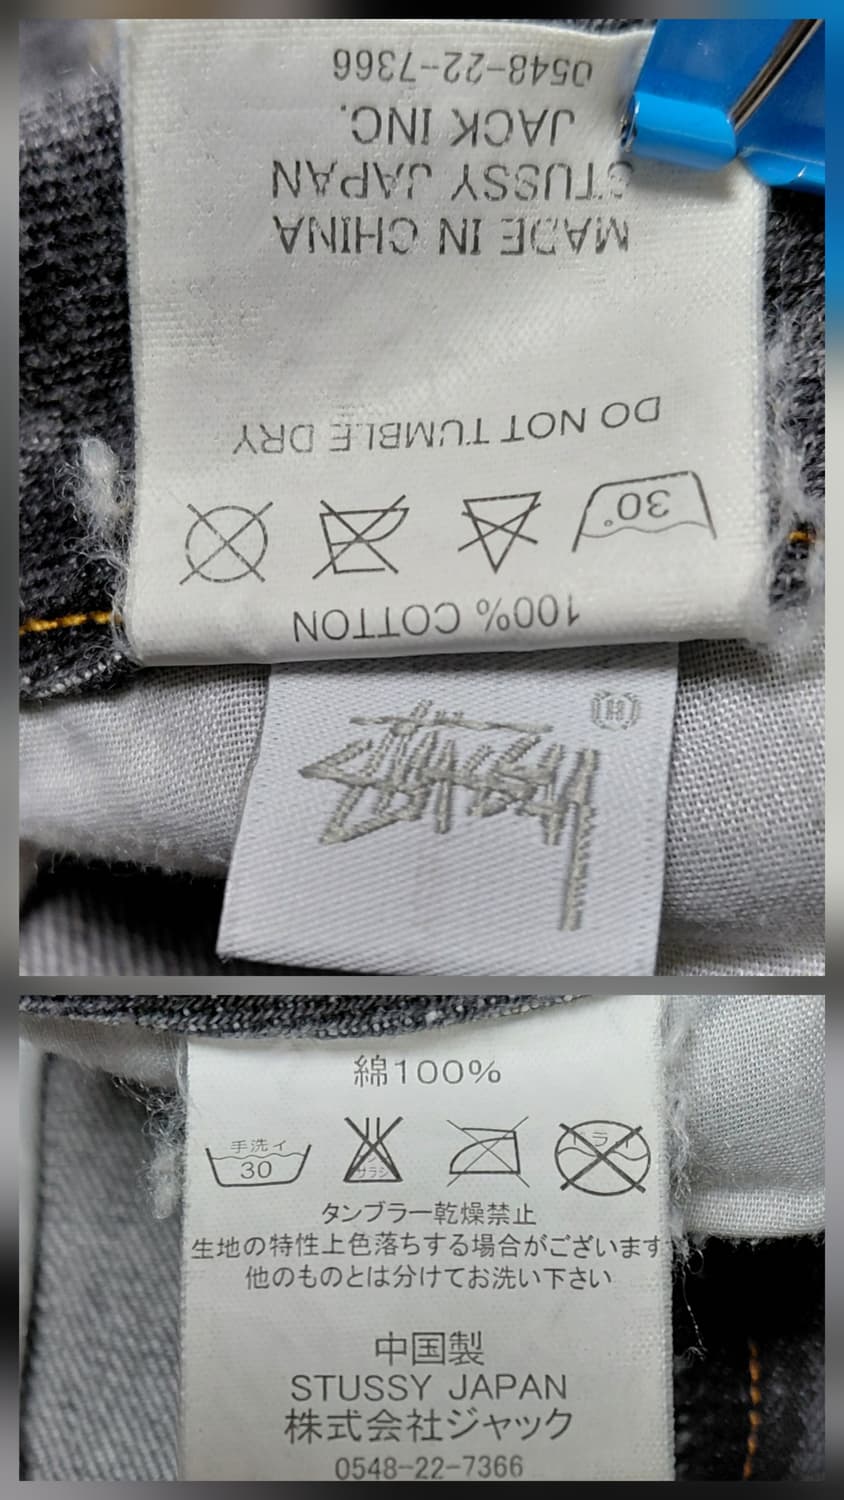 0548-22-7366
JACK INC.
STUSSY JAPAN
MADE IN CHINA
DO NOT TUMBLE DRY
30°
100% COTTON
Stüssy
綿100%
手洗イ
30
サラシ
ドライ
タンブラー乾燥禁止
生地の特性上色落ちする場合がございます
他のものとは分けてお洗い下さい
中国製
STUSSY JAPAN
株式会社ジャック
0548-22-7366